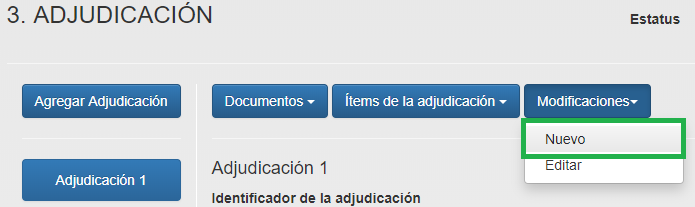 3. ADJUDICACIÓN
Estatus
Agregar Adjudicación
Documentos
Ítems de la adjudicación
Modificaciones
Nuevo
Editar
Adjudicación 1
Adjudicación 1
Identificador de la adjudicación